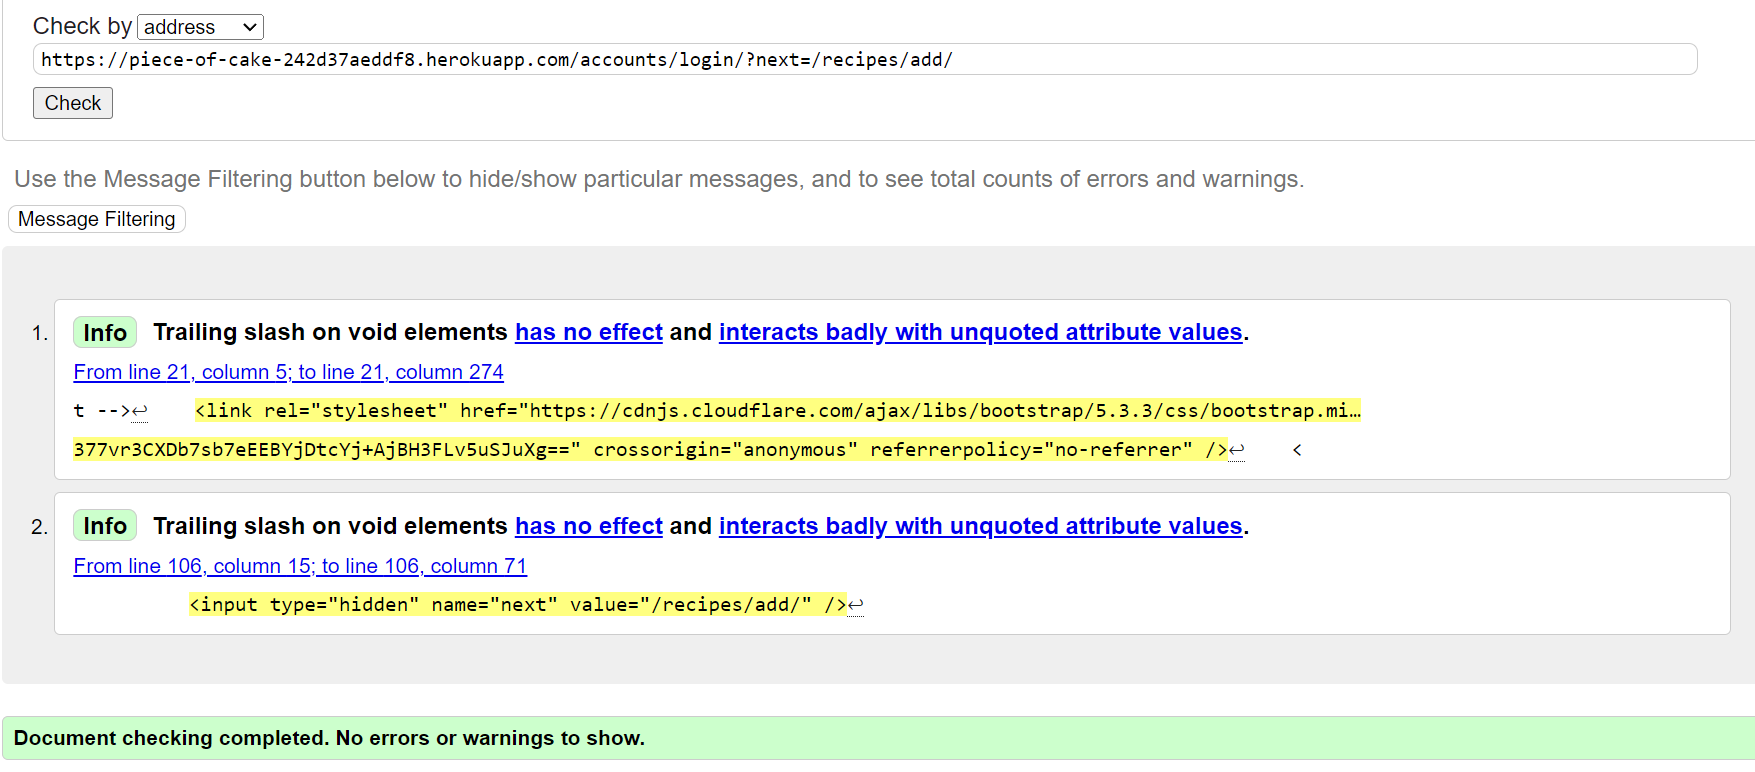 Check by address
https://piece-of-cake-242d37aeddf8.herokuapp.com/accounts/login/?next=/recipes/add/
Check
Use the Message Filtering button below to hide/show particular messages, and to see total counts of errors and warnings.
Message Filtering
1. Info Trailing slash on void elements has no effect and interacts badly with unquoted attribute values.
From line 21, column 5; to line 21, column 274
t -->↩    <link rel="stylesheet" href="https://cdnjs.cloudflare.com/ajax/libs/bootstrap/5.3.3/css/bootstrap.mi…
377vr3CXDb7sb7eEEBYjDtcYj+AjBH3FLv5uSJuXg==" crossorigin="anonymous" referrerpolicy="no-referrer" />↩    <
2. Info Trailing slash on void elements has no effect and interacts badly with unquoted attribute values.
From line 106, column 15; to line 106, column 71
<input type="hidden" name="next" value="/recipes/add/" />↩
Document checking completed. No errors or warnings to show.